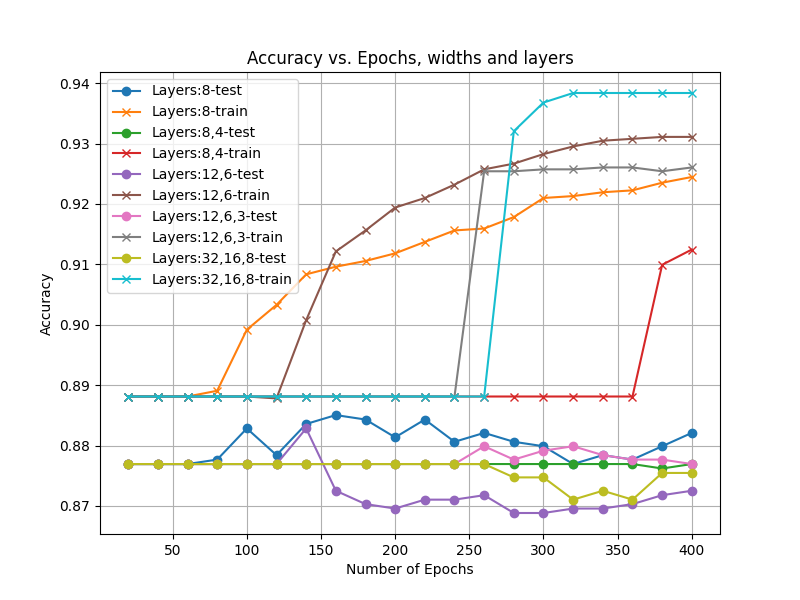 Accuracy vs. Epochs, widths and layers
0.94
0.93
0.92
0.91
0.90
0.89
0.88
0.87
Accuracy
Layers:8-test
Layers:8-train
Layers:8,4-test
Layers:8,4-train
Layers:12,6-test
Layers:12,6-train
Layers:12,6,3-test
Layers:12,6,3-train
Layers:32,16,8-test
Layers:32,16,8-train
50 100 150 200 250 300 350 400
Number of Epochs